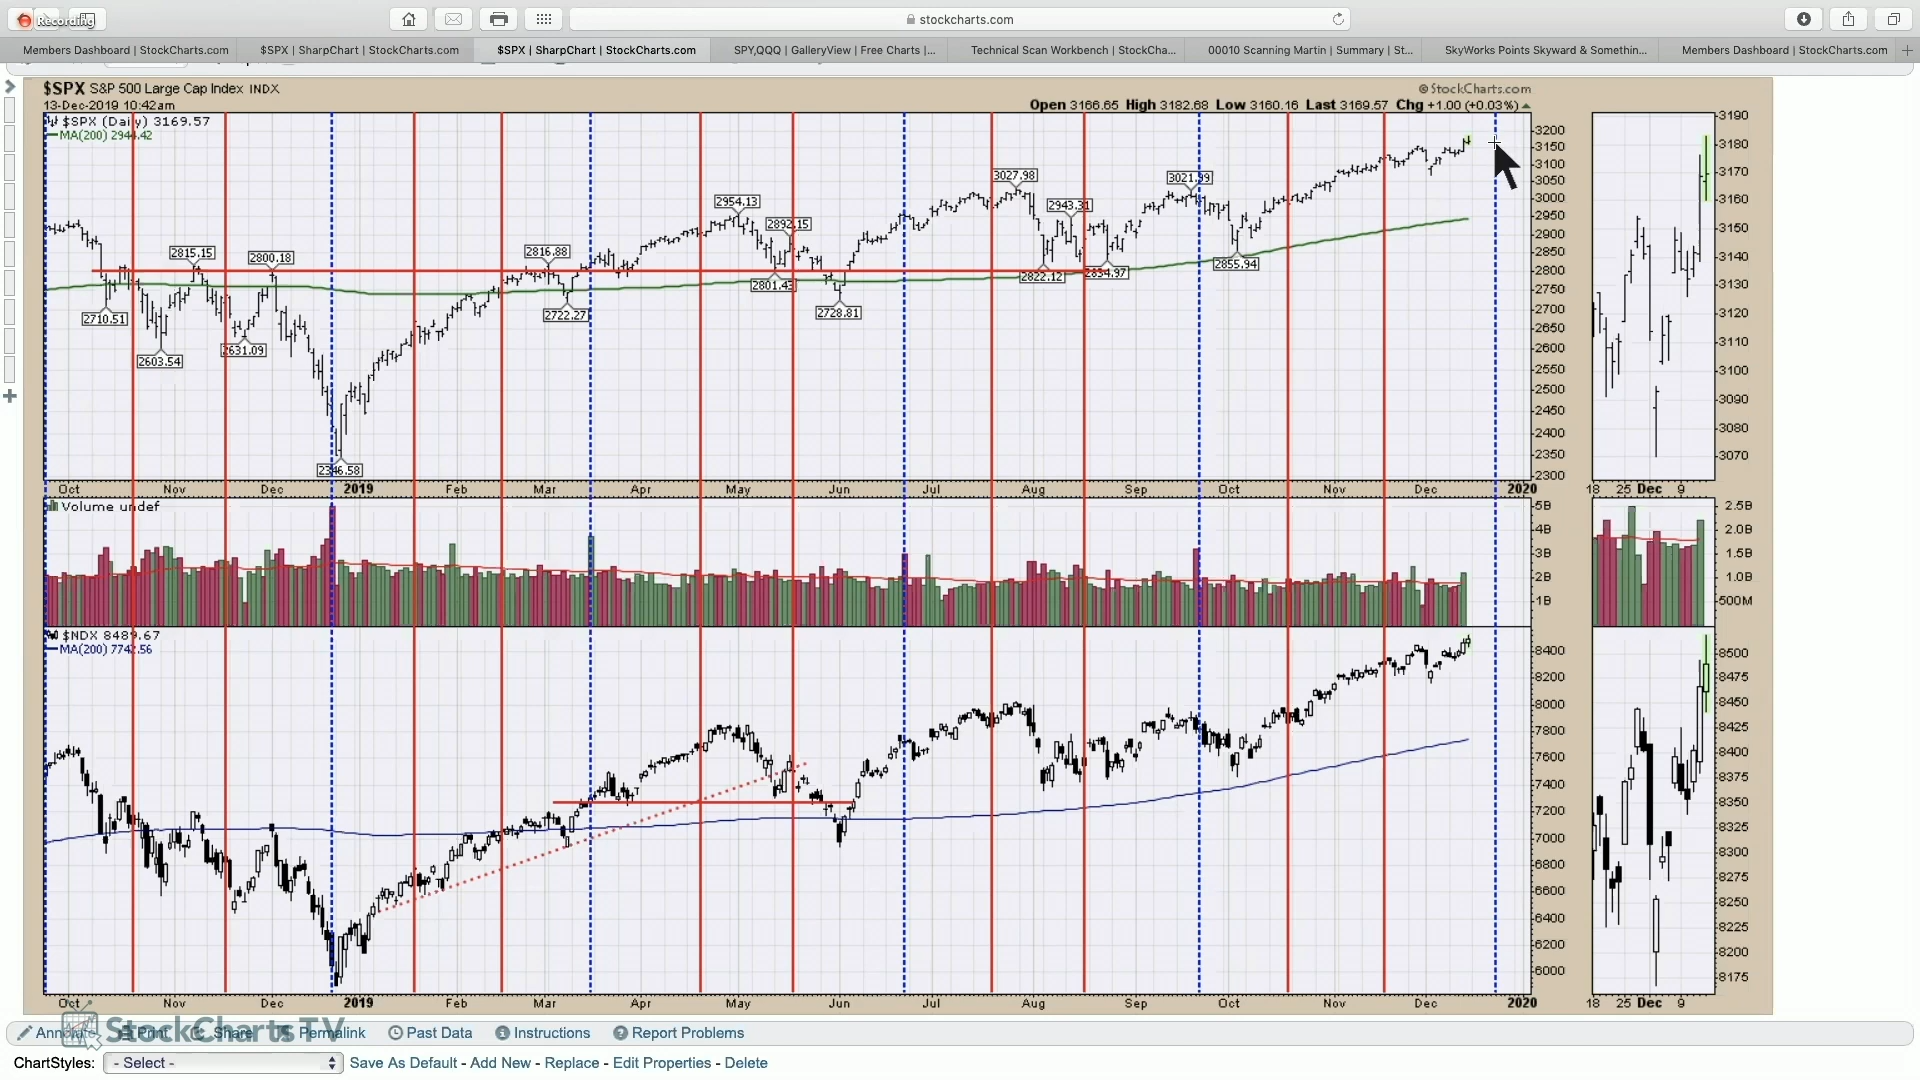 Recording
stockcharts.com
Members Dashboard | StockCharts.com
$SPX | SharpChart | StockCharts.com
$SPX | SharpChart | StockCharts.com
SPY,QQQ | GalleryView | Free Charts |...
Technical Scan Workbench | StockCha...
00010 Scanning Martin | Summary | St...
SkyWorks Points Skyward & Somethin...
Members Dashboard | StockCharts.com
$SPX S&P 500 Large Cap Index INDX
© StockCharts.com
13-Dec-2019 10:42am
Open 3166.65 High 3182.68 Low 3160.16 Last 3169.57 Chg +1.00 (+0.03%)
$SPX (Daily) 3169.57
MA(200) 2944.42
3200
3150
3100
3050
3000
2950
2900
2850
2800
2750
2700
2650
2600
2550
2500
2450
2400
2350
2300
2710.51
2603.54
2815.15
2631.09
2800.18
2346.58
2816.88
2722.27
2954.13
2801.43
2892.15
2728.81
3027.98
2822.12
2943.31
2834.97
3021.99
2855.94
3190
3180
3170
3160
3150
3140
3130
3120
3110
3100
3090
3080
3070
Oct Nov Dec 2019 Feb Mar Apr May Jun Jul Aug Sep Oct Nov Dec 2020
18 25 Dec 9
Volume undef
5B
4B
3B
2B
1B
2.5B
2.0B
1.5B
1.0B
500M
$NDX 8489.67
MA(200) 7742.56
8400
8200
8000
7800
7600
7400
7200
7000
6800
6600
6400
6200
6000
8500
8475
8450
8425
8400
8375
8350
8325
8300
8275
8250
8225
8200
8175
Oct Nov Dec 2019 Feb Mar Apr May Jun Jul Aug Sep Oct Nov Dec 2020
18 25 Dec 9
StockCharts TV
Annotate Print Share Permalink Past Data Instructions Report Problems
ChartStyles: - Select - Save As Default - Add New - Replace - Edit Properties - Delete